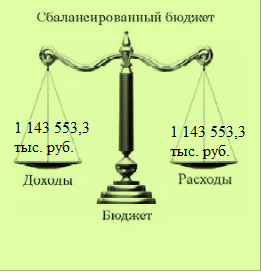 Сбалансированный бюджет
1 143 553,3
тыс. руб.
1 143 553,3
тыс. руб.
Доходы
Расходы
Бюджет